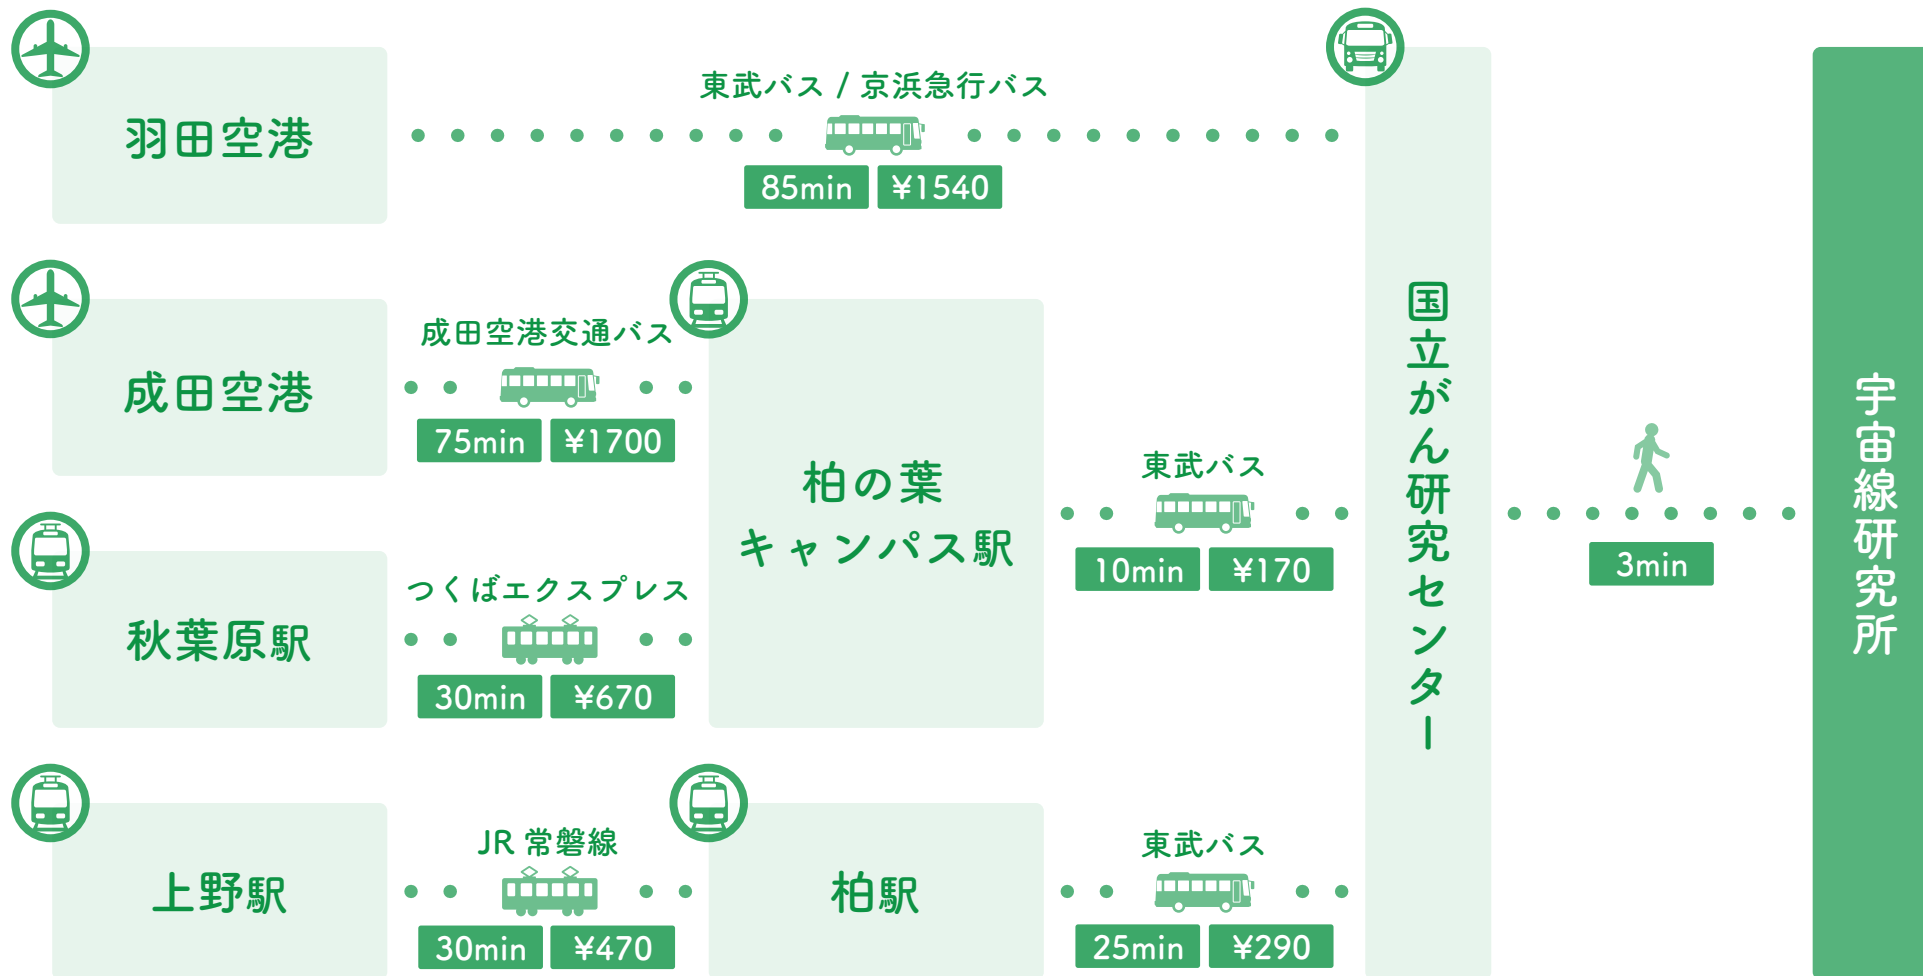 羽田空港
東武バス / 京浜急行バス
85min ¥1540
成田空港
成田空港交通バス
75min ¥1700
秋葉原駅
つくばエクスプレス
30min ¥670
柏の葉
キャンパス駅
東武バス
10min ¥170
上野駅
JR 常磐線
30min ¥470
柏駅
東武バス
25min ¥290
国立がん研究センター
3min
宇宙線研究所